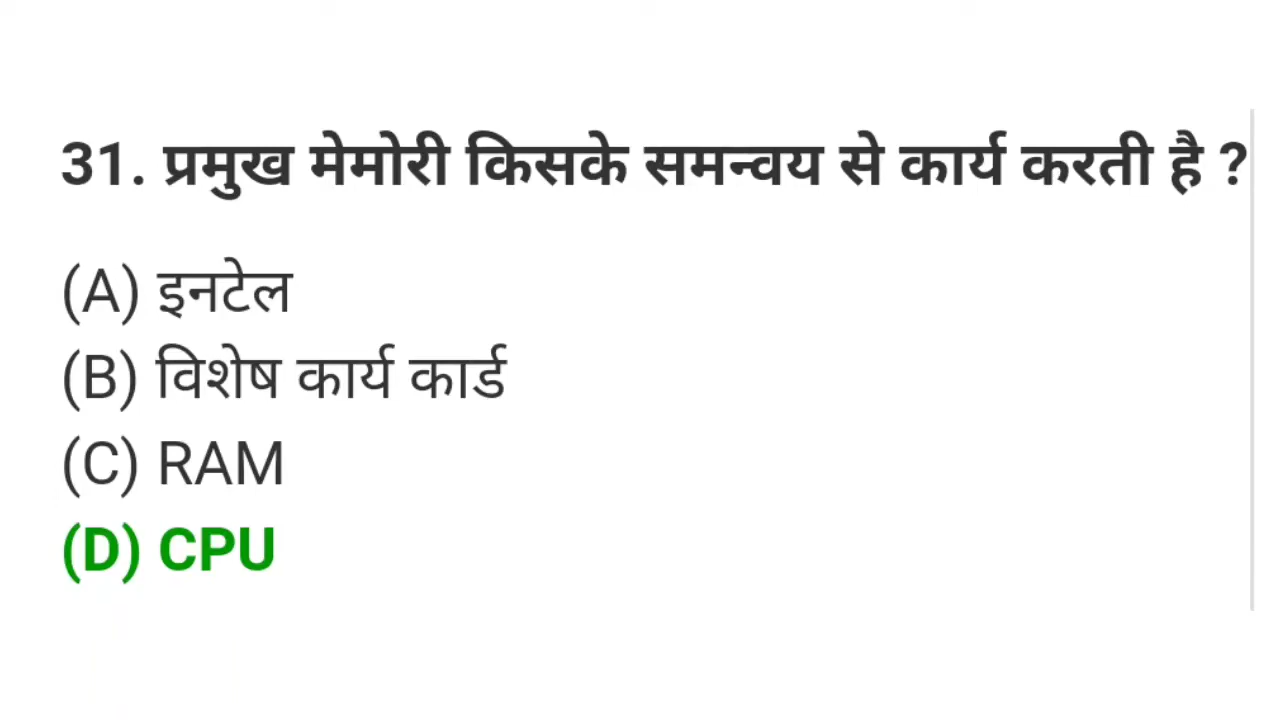 31. प्रमुख मेमोरी किसके समन्वय से कार्य करती है ?
(A) इनटेल
(B) विशेष कार्य कार्ड
(C) RAM
(D) CPU